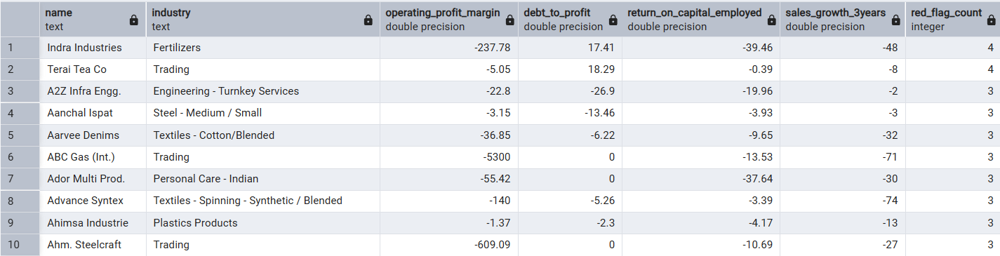 name industry operating_profit_margin debt_to_profit return_on_capital_employed sales_growth_3years red_flag_count
text text double precision double precision double precision double precision integer
1 Indra Industries Fertilizers -237.78 17.41 -39.46 -48 4
2 Terai Tea Co Trading -5.05 18.29 -0.39 -8 4
3 A2Z Infra Engg. Engineering - Turnkey Services -22.8 -26.9 -19.96 -2 3
4 Aanchal Ispat Steel - Medium / Small -3.15 -13.46 -3.93 -3 3
5 Aarvee Denims Textiles - Cotton/Blended -36.85 -6.22 -9.65 -32 3
6 ABC Gas (Int.) Trading -5300 0 -13.53 -71 3
7 Ador Multi Prod. Personal Care - Indian -55.42 0 -37.64 -30 3
8 Advance Syntex Textiles - Spinning - Synthetic / Blended -140 -5.26 -3.39 -74 3
9 Ahimsa Industrie Plastics Products -1.37 -2.3 -4.17 -13 3
10 Ahm. Steelcraft Trading -609.09 0 -10.69 -27 3